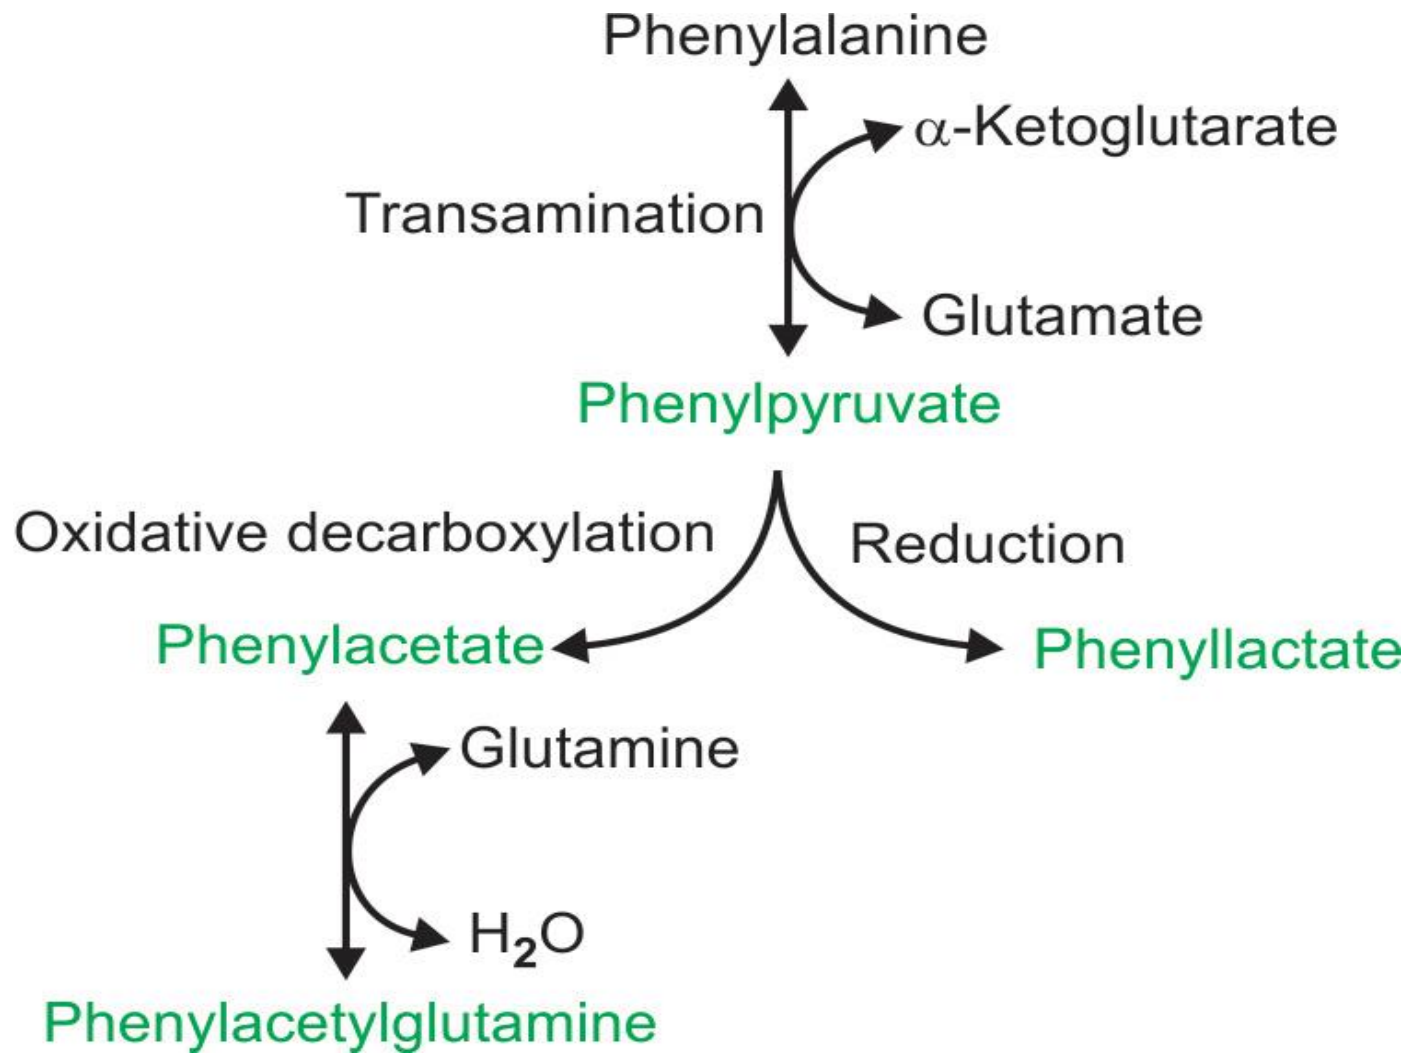 Phenylalanine
α-Ketoglutarate
Transamination
Glutamate
Phenylpyruvate
Oxidative decarboxylation
Reduction
Phenylacetate
Phenyllactate
Glutamine
H₂O
Phenylacetylglutamine